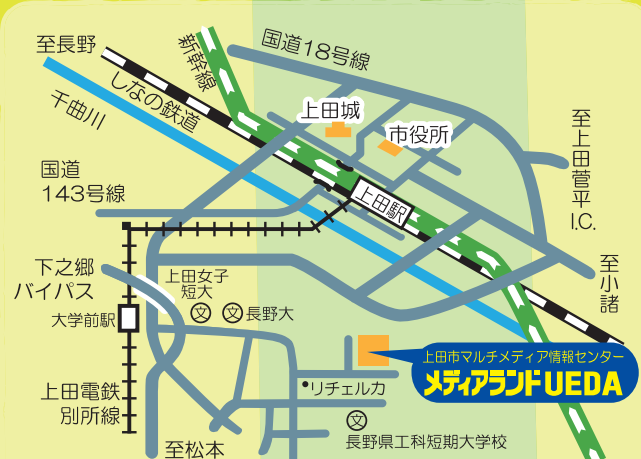 至長野
新幹線
国道18号線
しなの鉄道
千曲川
上田城
市役所
至上田菅平I.C.
国道
143号線
上田駅
至小諸
下之郷
バイパス
上田女子
短大
文
文
長野大
大学前駅
上田市マルチメディア情報センター
メディアランドUEDA
リチェルカ
上田電鉄
別所線
文
長野県工科短期大学校
至松本